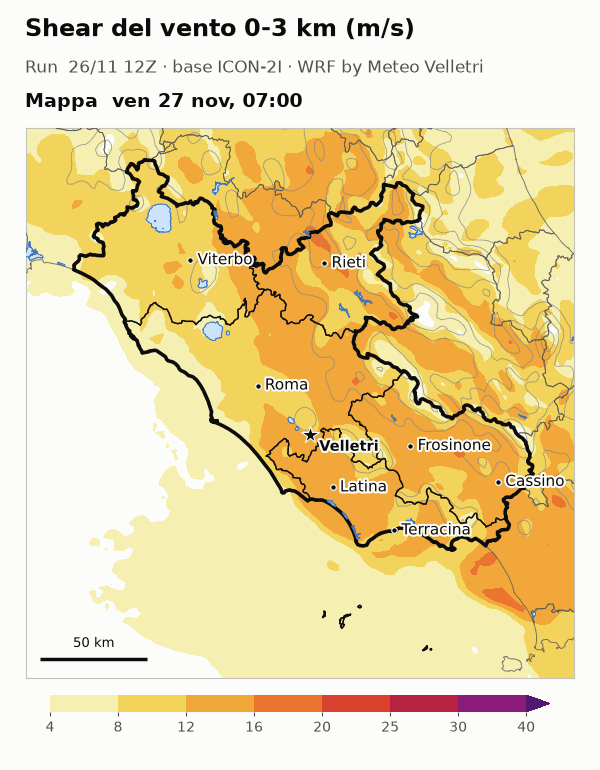 Shear del vento 0-3 km (m/s)
Run  26/11 12Z · base ICON-2I · WRF by Meteo Velletri
Mappa  ven 27 nov, 07:00
Viterbo
Rieti
Roma
Velletri
Frosinone
Cassino
Latina
Terracina
50 km
4 8 12 16 20 25 30 40